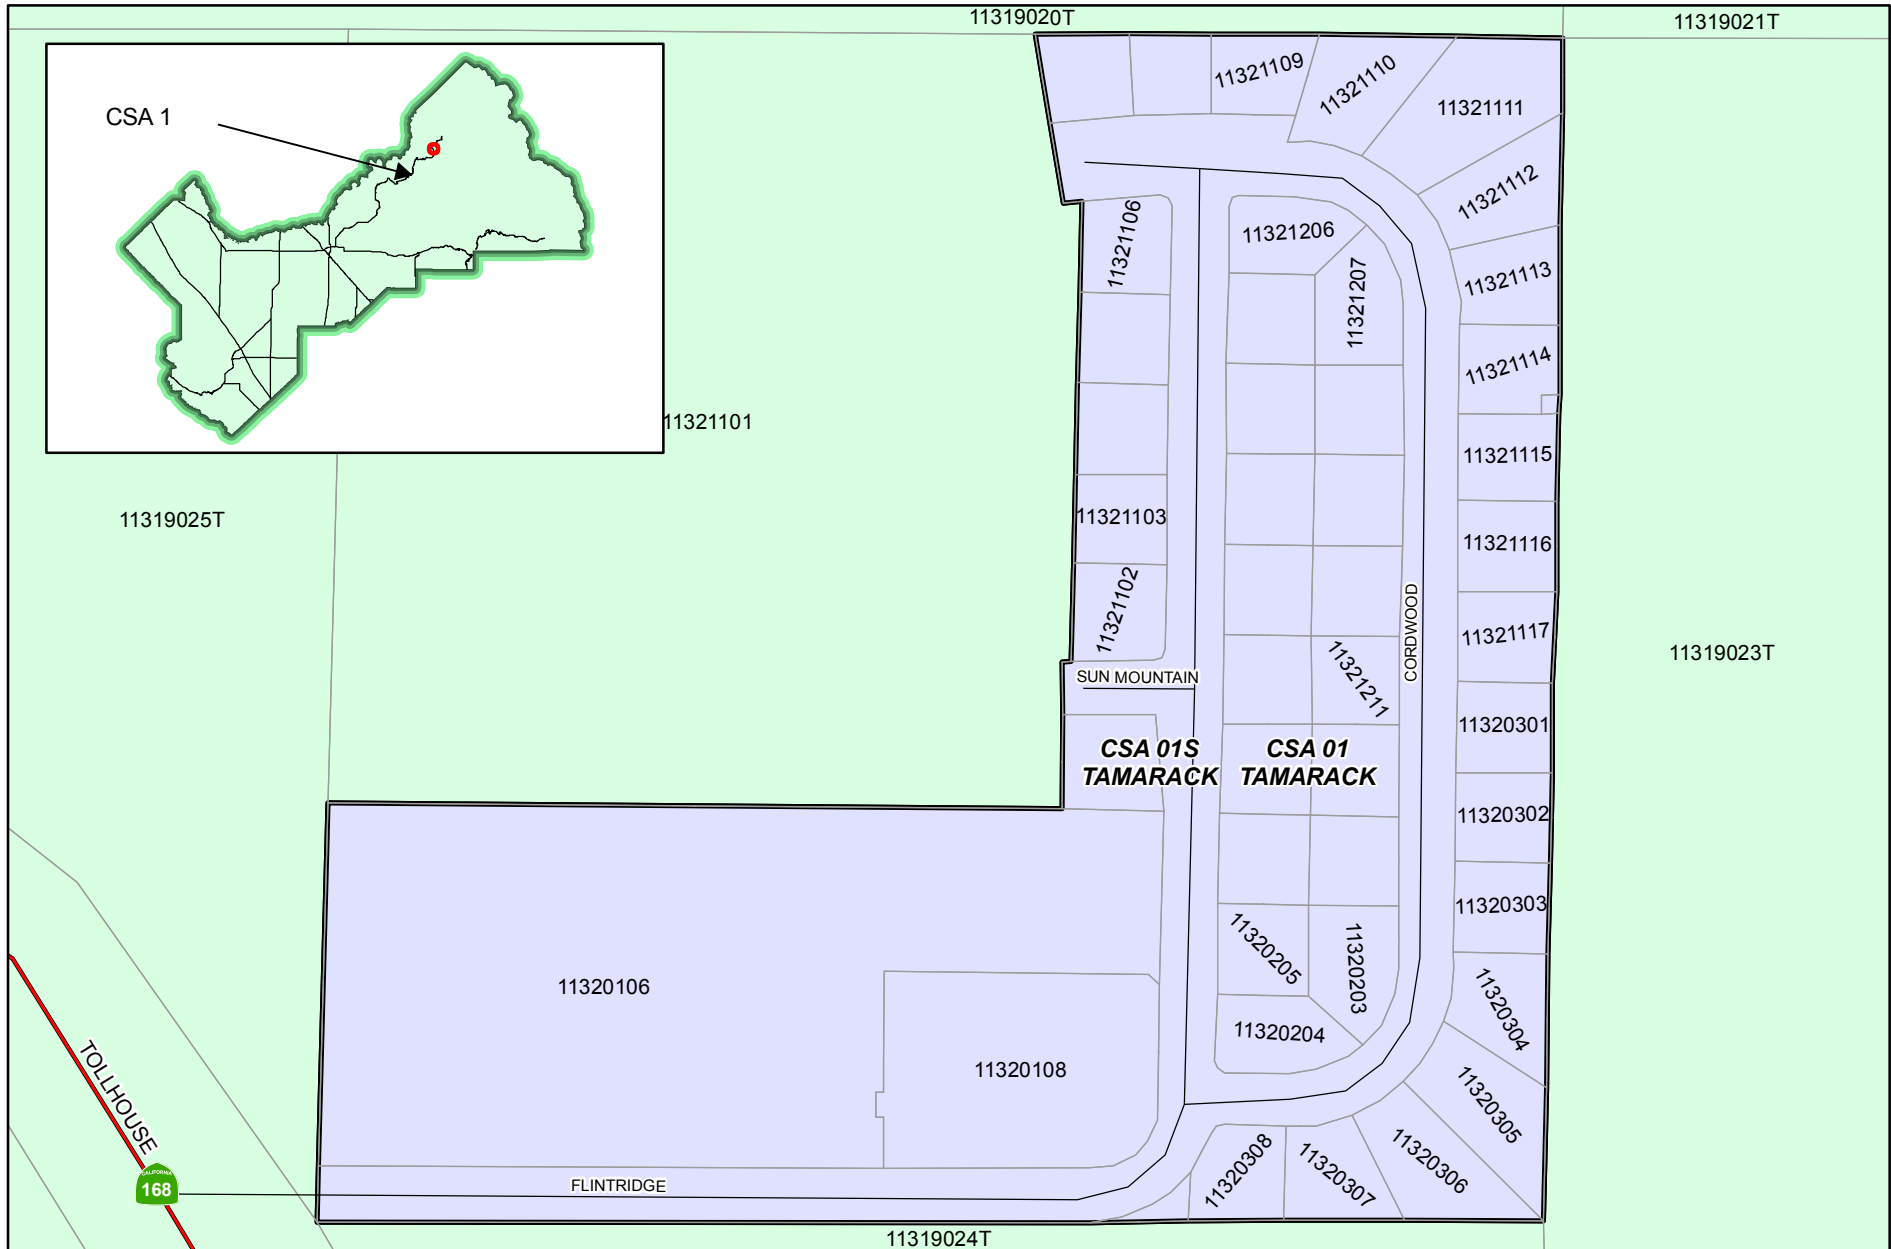 11319020T
11319021T
CSA 1
11321109
11321110
11321111
11321112
11321106
11321206
11321207
11321113
11321114
11321101
11321115
11319025T
11321103
11321116
11321102
CORDWOOD
11321117
11319023T
SUN MOUNTAIN
11321211
11320301
CSA 01S
TAMARACK
CSA 01
TAMARACK
11320302
11320303
11320205
11320203
11320106
11320304
11320204
11320108
TOLLHOUSE
11320305
CALIFORNIA
168
FLINTRIDGE
11320308
11320307
11320306
11319024T